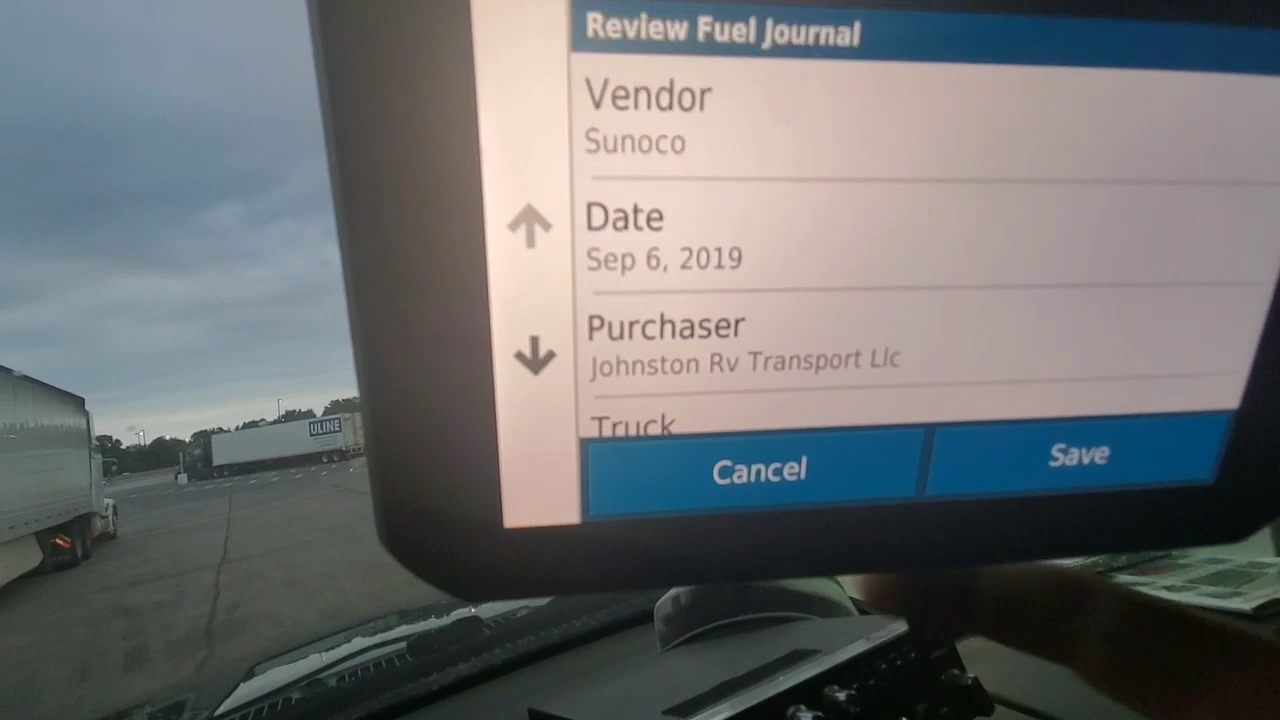 Review Fuel Journal
Vendor
Sunoco
Date
Sep 6, 2019
Purchaser
Johnston Rv Transport Llc
Truck
Cancel
Save
ULINE